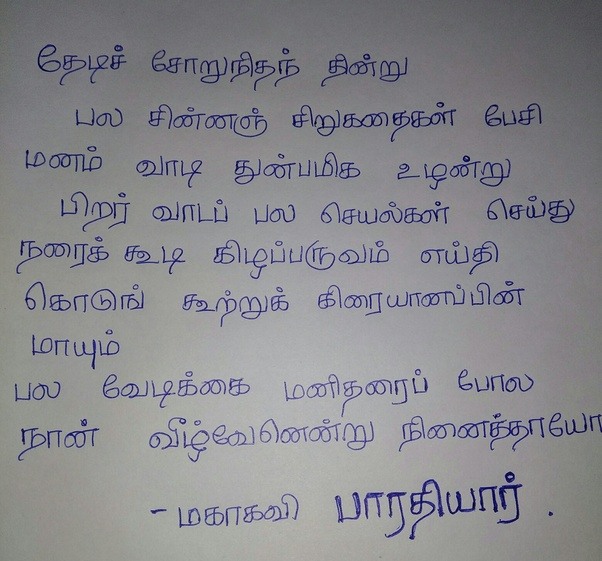 தேடிச் சோறுநிதந் தின்று
பல சின்னஞ் சிறுகதைகள் பேசி
மனம் வாடி துன்பமிக உழன்று
பிறர் வாடப் பல செயல்கள் செய்து
நரைக் கூடி கிழப்பருவம் எய்தி
கொடுங் கூற்றுக் கிரையானப்பின்
மாயும்
பல வேடிக்கை மனிதரைப் போல
நான் வீழ்வேனென்று நினைத்தாயோ
- மகாகவி பாரதியார் .